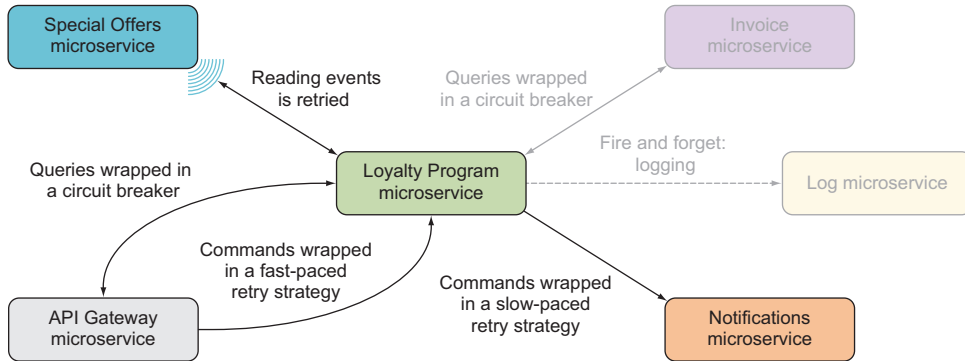 Special Offers
microservice
Invoice
microservice
Reading events
is retried
Queries wrapped
in a circuit breaker
Fire and forget:
logging
Queries wrapped in
a circuit breaker
Loyalty Program
microservice
Log microservice
Commands wrapped
in a fast-paced
retry strategy
Commands wrapped
in a slow-paced
retry strategy
API Gateway
microservice
Notifications
microservice